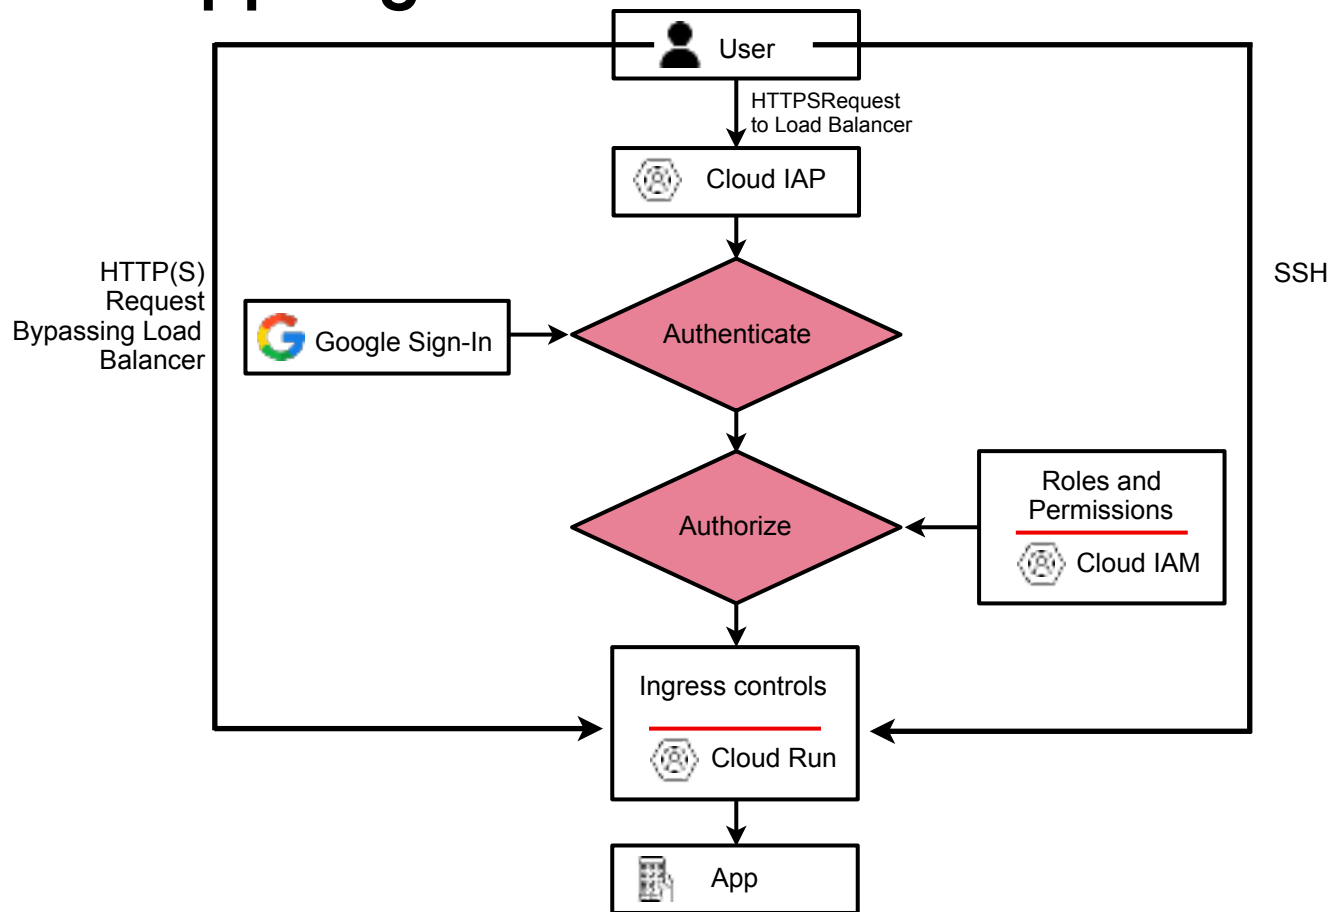 User
HTTPSRequest
to Load Balancer
Cloud IAP
HTTP(S)
Request
Bypassing Load
Balancer
SSH
Google Sign-In
Authenticate
Roles and
Permissions
Cloud IAM
Authorize
Ingress controls
Cloud Run
App